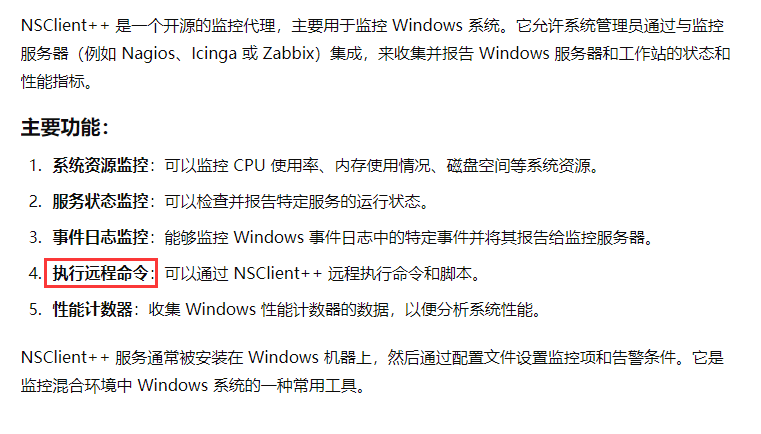 NSClient++ 是一个开源的监控代理，主要用于监控 Windows 系统。它允许系统管理员通过与监控
服务器（例如 Nagios、Icinga 或 Zabbix）集成，来收集并报告 Windows 服务器和工作站的状态和
性能指标。
主要功能：
1. 系统资源监控：可以监控 CPU 使用率、内存使用情况、磁盘空间等系统资源。
2. 服务状态监控：可以检查并报告特定服务的运行状态。
3. 事件日志监控：能够监控 Windows 事件日志中的特定事件并将其报告给监控服务器。
4. 执行远程命令：可以通过 NSClient++ 远程执行命令和脚本。
5. 性能计数器：收集 Windows 性能计数器的数据，以便分析系统性能。
NSClient++ 服务通常被安装在 Windows 机器上，然后通过配置文件设置监控项和告警条件。它是
监控混合环境中 Windows 系统的一种常用工具。